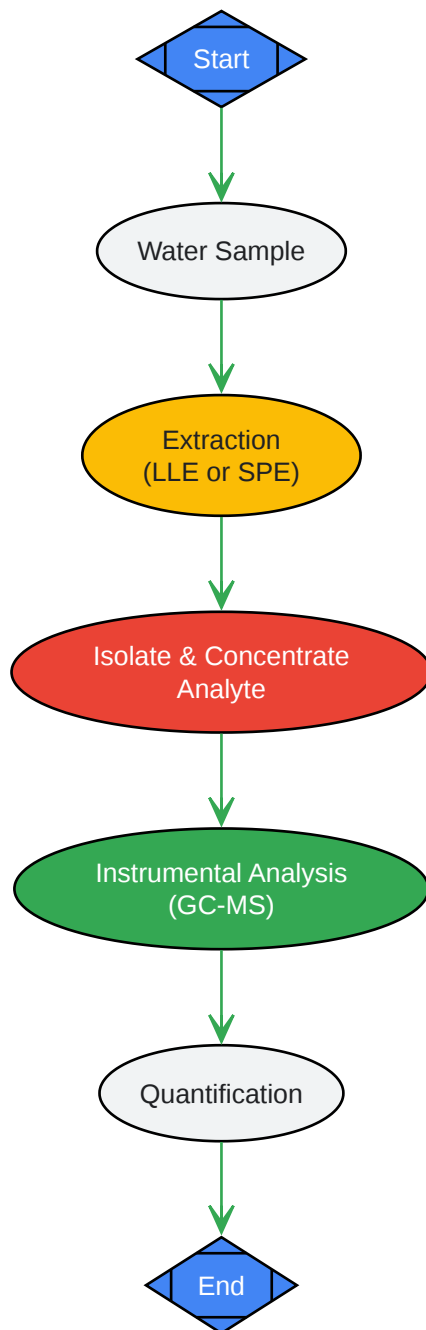 Start
Water Sample
Extraction
(LLE or SPE)
Isolate & Concentrate
Analyte
Instrumental Analysis
(GC-MS)
Quantification
End